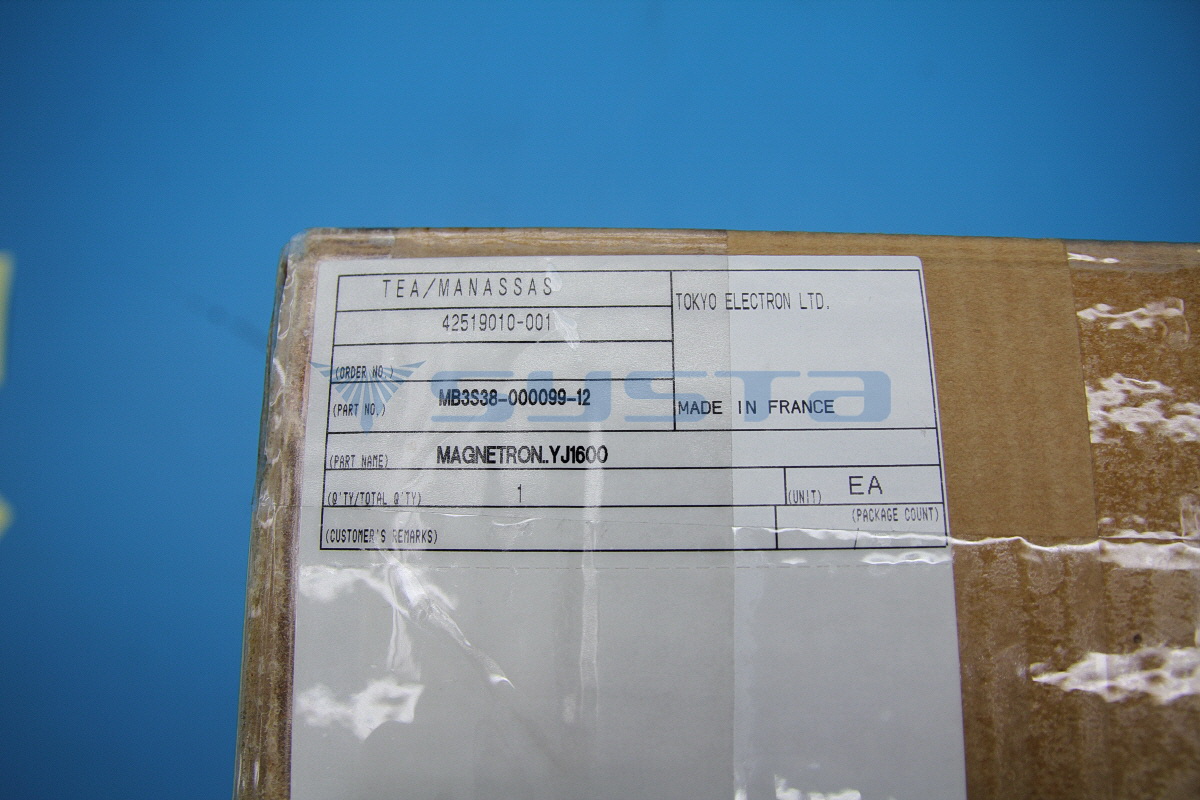 TEA/MANASSAS
TOKYO ELECTRON LTD.
42519010-001
(ORDER NO.)
susta
(PART NO.) MB3S38-000099-12
MADE IN FRANCE
(PART NAME) MAGNETRON..YJ1600
(Q'TY/TOTAL Q'TY) 1
(UNIT) EA
(PACKAGE COUNT)
/
(CUSTOMER'S REMARKS)